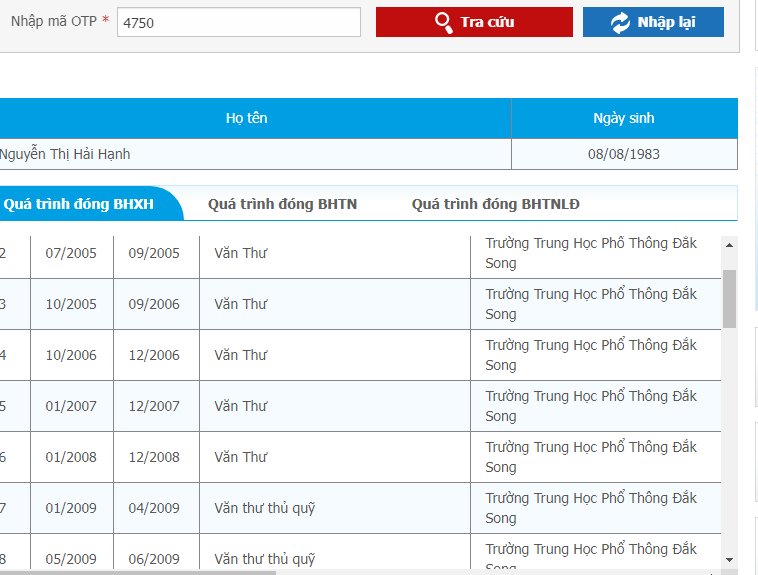 Nhập mã OTP * 4750 Tra cứu Nhập lại
Họ tên Ngày sinh
Nguyễn Thị Hải Hạnh 08/08/1983
Quá trình đóng BHXH Quá trình đóng BHTN Quá trình đóng BHTNLĐ
2 07/2005 09/2005 Văn Thư Trường Trung Học Phổ Thông Đắk
Song
3 10/2005 09/2006 Văn Thư Trường Trung Học Phổ Thông Đắk
Song
4 10/2006 12/2006 Văn Thư Trường Trung Học Phổ Thông Đắk
Song
5 01/2007 12/2007 Văn Thư Trường Trung Học Phổ Thông Đắk
Song
6 01/2008 12/2008 Văn Thư Trường Trung Học Phổ Thông Đắk
Song
7 01/2009 04/2009 Văn thư thủ quỹ Trường Trung Học Phổ Thông Đắk
Song
8 05/2009 06/2009 Văn thư thủ quỹ Trường Trung Học Phổ Thông Đắk
Song